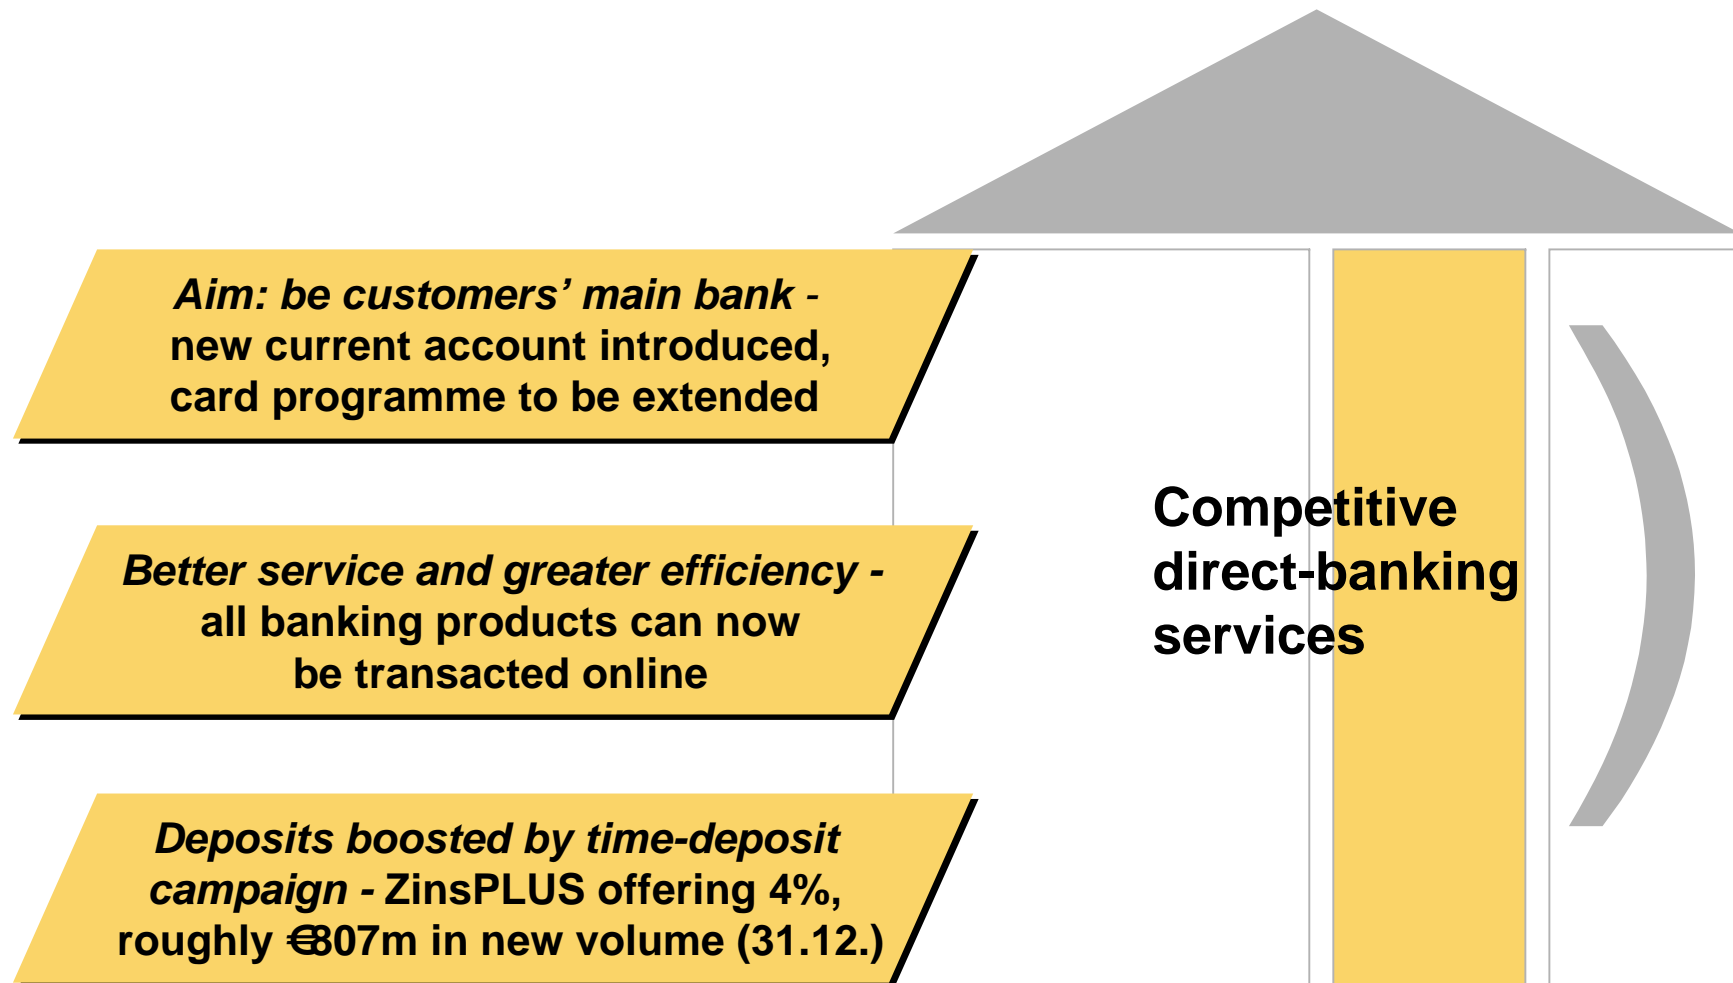 Aim: be customers’ main bank -
new current account introduced,
card programme to be extended
Better service and greater efficiency -
all banking products can now
be transacted online
Deposits boosted by time-deposit
campaign - ZinsPLUS offering 4%,
roughly €807m in new volume (31.12.)
Competitive
direct-banking
services